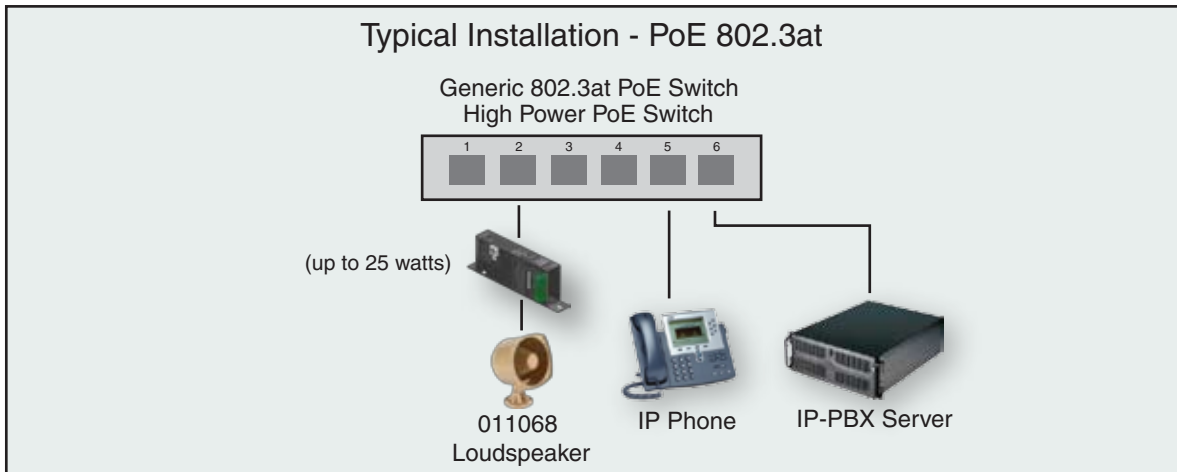 Typical Installation - PoE 802.3at
Generic 802.3at PoE Switch
High Power PoE Switch
1 2 3 4 5 6
(up to 25 watts)
011068
Loudspeaker
IP Phone
IP-PBX Server